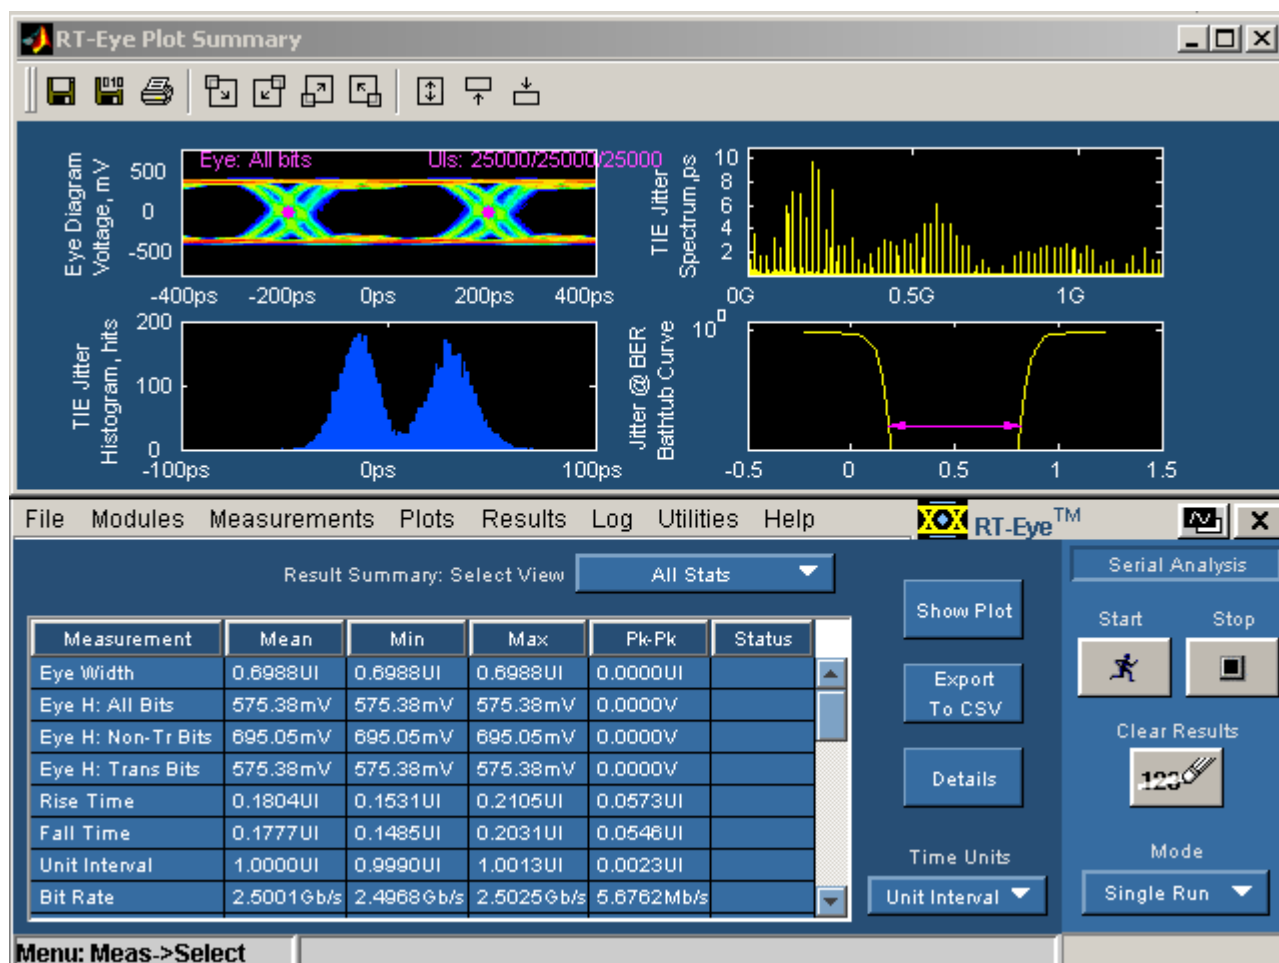 RT-Eye Plot Summary
Eye Diagram
Voltage, mV
500
0
-500
Eye: All bits
UIs: 25000/25000/25000
-400ps -200ps 0ps 200ps 400ps
TIE Jitter
Spectrum,ps
10
8
6
4
2
0G 0.5G 1G
TIE Jitter
Histogram, hits
200
100
0
-100ps 0ps 100ps
Jitter @ BER
Bathtub Curve
10
-0.5 0 0.5 1 1.5
File Modules Measurements Plots Results Log Utilities Help
RT-Eye™
Result Summary: Select View All Stats
Measurement Mean Min Max Pk-Pk Status
Eye Width 0.6988UI 0.6988UI 0.6988UI 0.0000UI
Eye H: All Bits 575.38mV 575.38mV 575.38mV 0.0000V
Eye H: Non-Tr Bits 695.05mV 695.05mV 695.05mV 0.0000V
Eye H: Trans Bits 575.38mV 575.38mV 575.38mV 0.0000V
Rise Time 0.1804UI 0.1531UI 0.2105UI 0.0573UI
Fall Time 0.1777UI 0.1485UI 0.2031UI 0.0546UI
Unit Interval 1.0000UI 0.9990UI 1.0013UI 0.0023UI
Bit Rate 2.5001Gb/s 2.4968Gb/s 2.5025Gb/s 5.6762Mb/s
Show Plot
Export
To CSV
Details
Time Units
Unit Interval
Serial Analysis
Start Stop
Clear Results
123
Mode
Single Run
Menu: Meas->Select